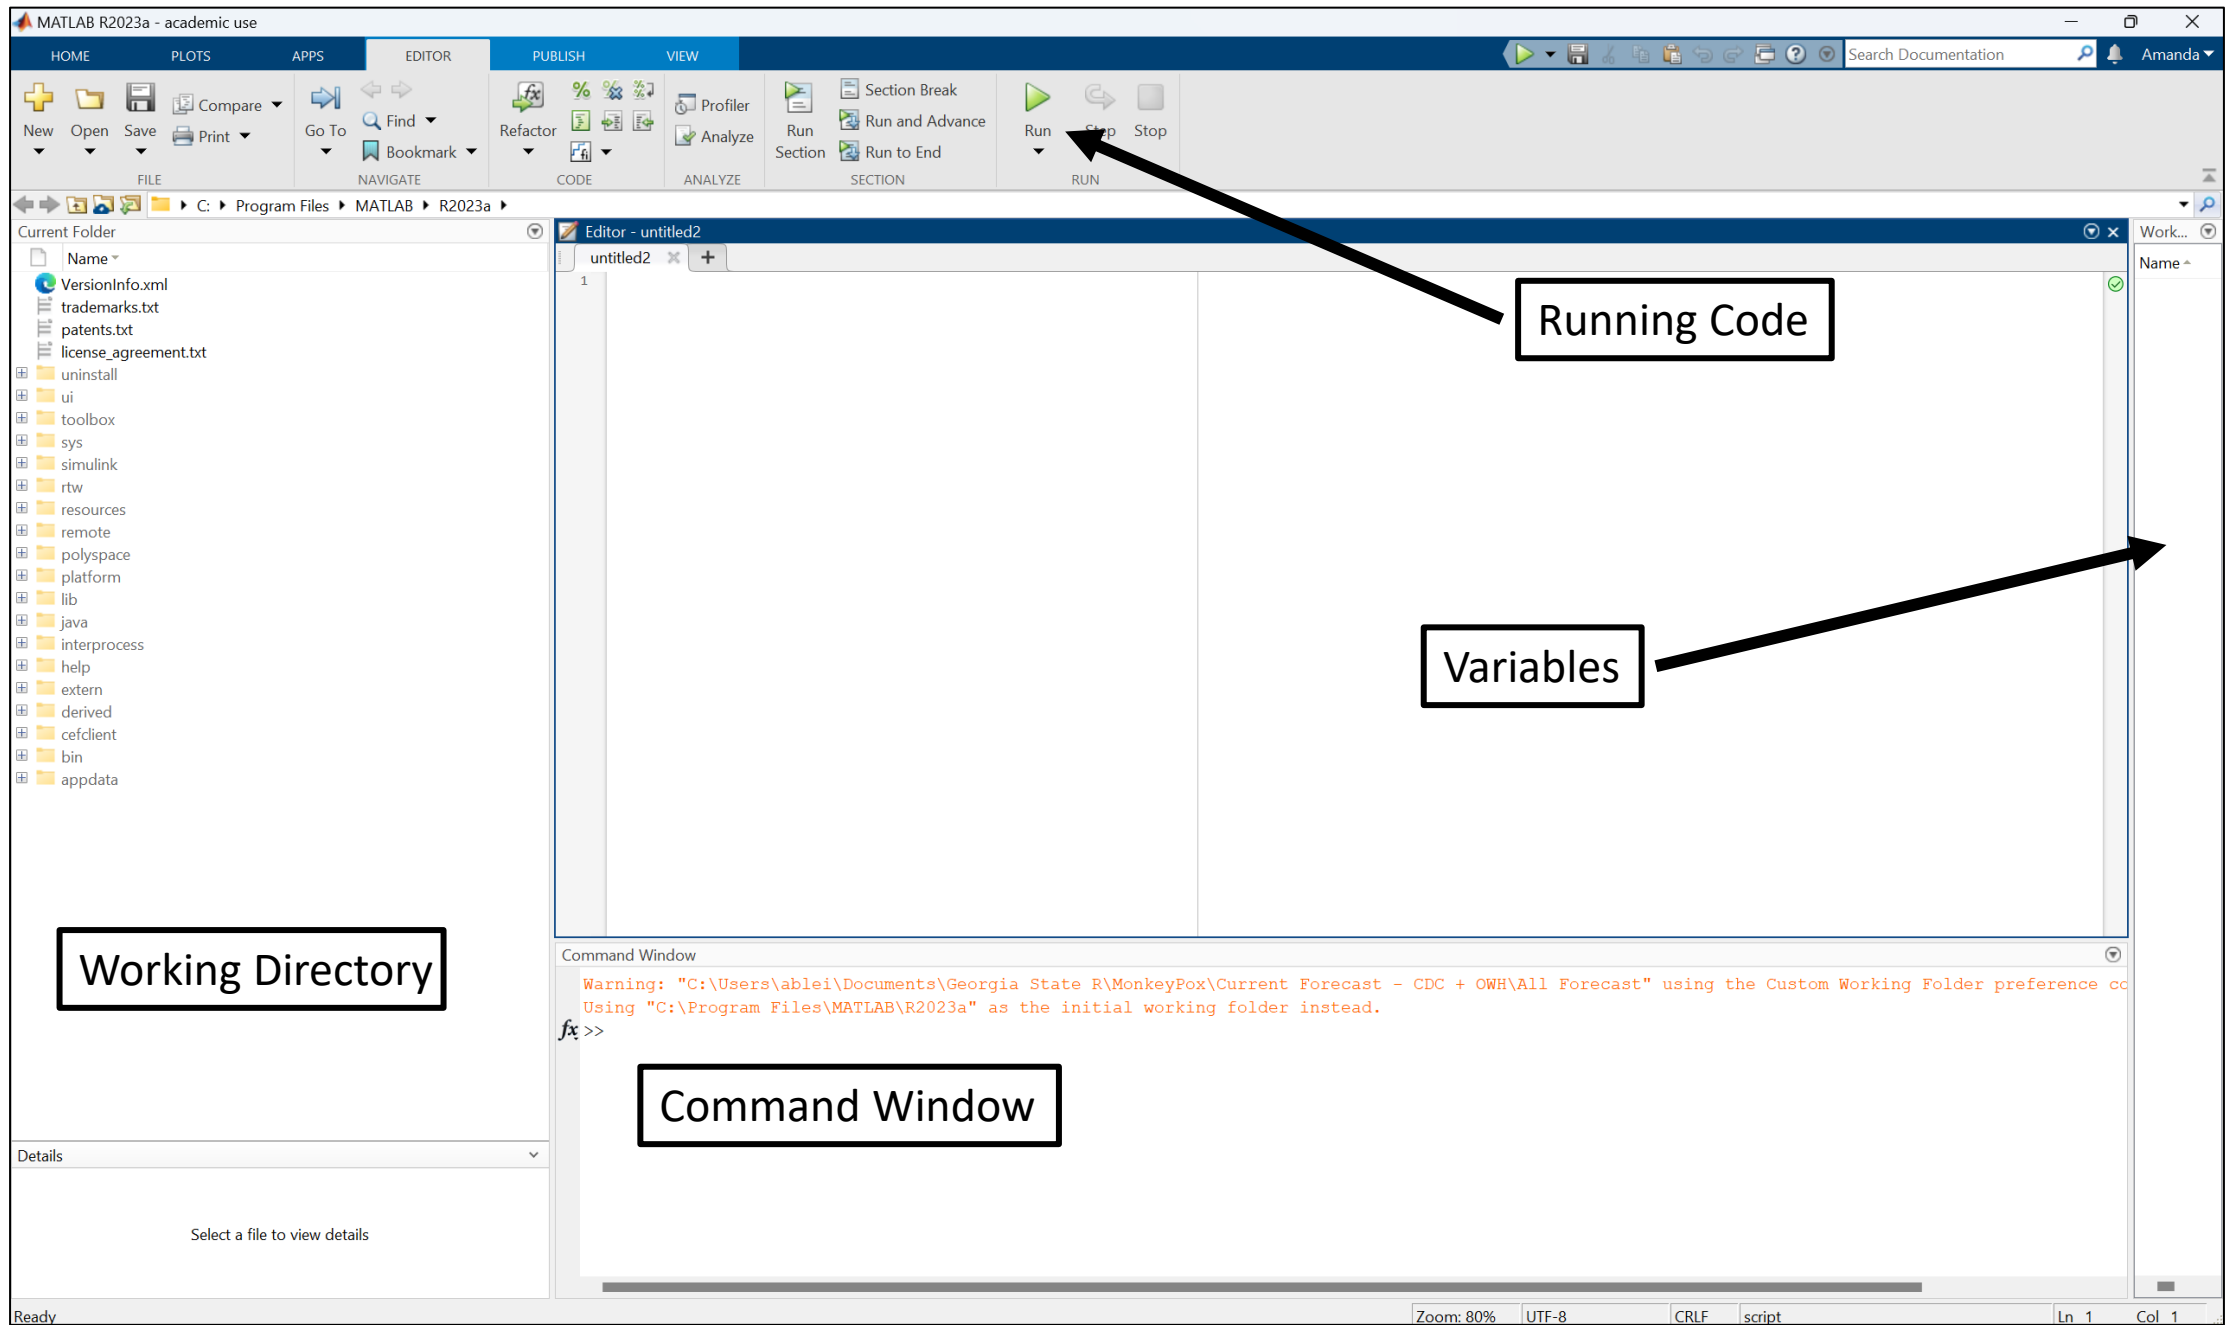 MATLAB R2023a - academic use
HOME PLOTS APPS EDITOR PUBLISH VIEW Search Documentation Amanda
New Open Save Compare Print
Go To Find Bookmark
Refactor
Profiler Analyze
Run Section Section Break Run and Advance Run to End
Run Step Stop
FILE NAVIGATE CODE ANALYZE SECTION RUN
C: Program Files MATLAB R2023a
Current Folder
Name
VersionInfo.xml
trademarks.txt
patents.txt
license_agreement.txt
uninstall
ui
toolbox
sys
simulink
rtw
resources
remote
polyspace
platform
lib
java
interprocess
help
extern
derived
cefclient
bin
appdata
Working Directory
Details
Select a file to view details
Editor - untitled2
untitled2
1
Running Code
Variables
Work...
Name
Command Window
Warning: "C:\Users\ablei\Documents\Georgia State R\MonkeyPox\Current Forecast - CDC + OWH\All Forecast" using the Custom Working Folder preference
Using "C:\Program Files\MATLAB\R2023a" as the initial working folder instead.
fx >>
Command Window
Ready Zoom: 80% UTF-8 CRLF script Ln 1 Col 1